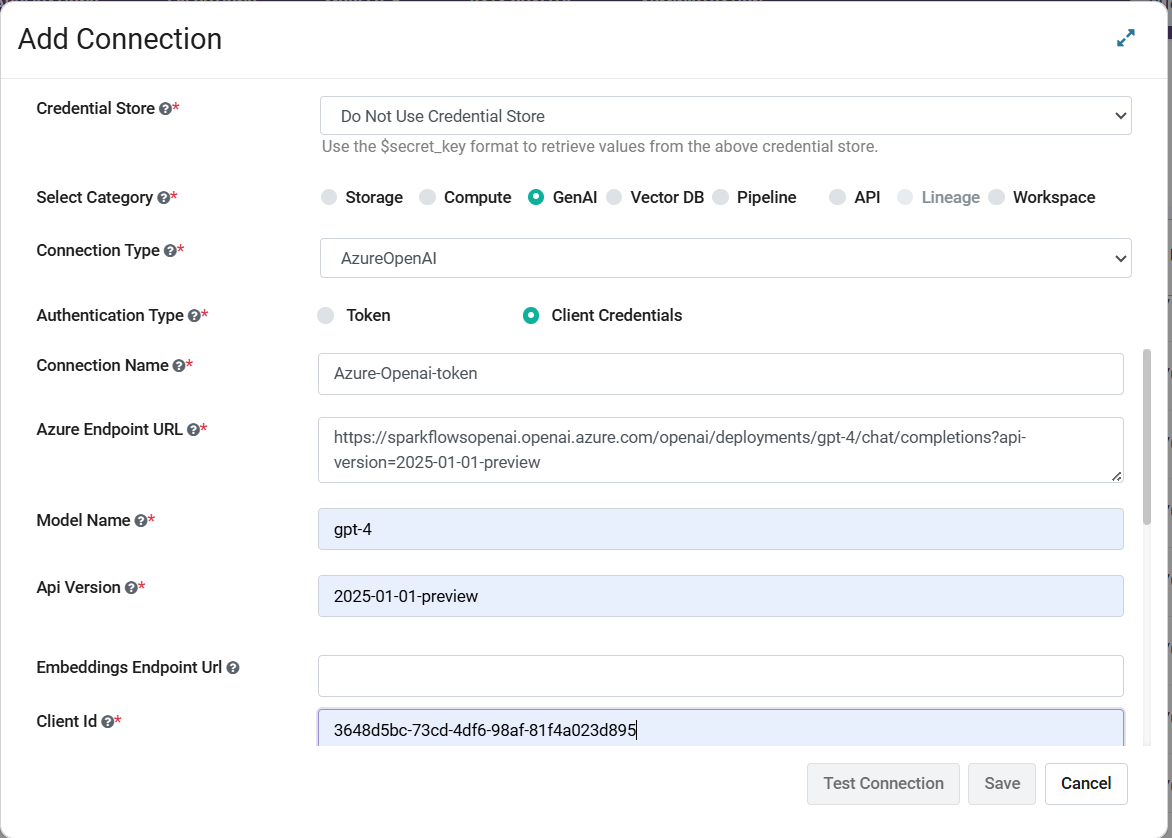 Add Connection
Credential Store ?*
Do Not Use Credential Store
Use the $secret_key format to retrieve values from the above credential store.
Select Category ?* Storage Compute GenAI Vector DB Pipeline API Lineage Workspace
Connection Type ?*
AzureOpenAI
Authentication Type ?* Token Client Credentials
Connection Name ?*
Azure-Openai-token
Azure Endpoint URL ?*
https://sparkflowsopenai.openai.azure.com/openai/deployments/gpt-4/chat/completions?api-
version=2025-01-01-preview
Model Name ?*
gpt-4
Api Version ?*
2025-01-01-preview
Embeddings Endpoint Url ?
Client Id ?*
3648d5bc-73cd-4df6-98af-81f4a023d895
Test Connection Save Cancel